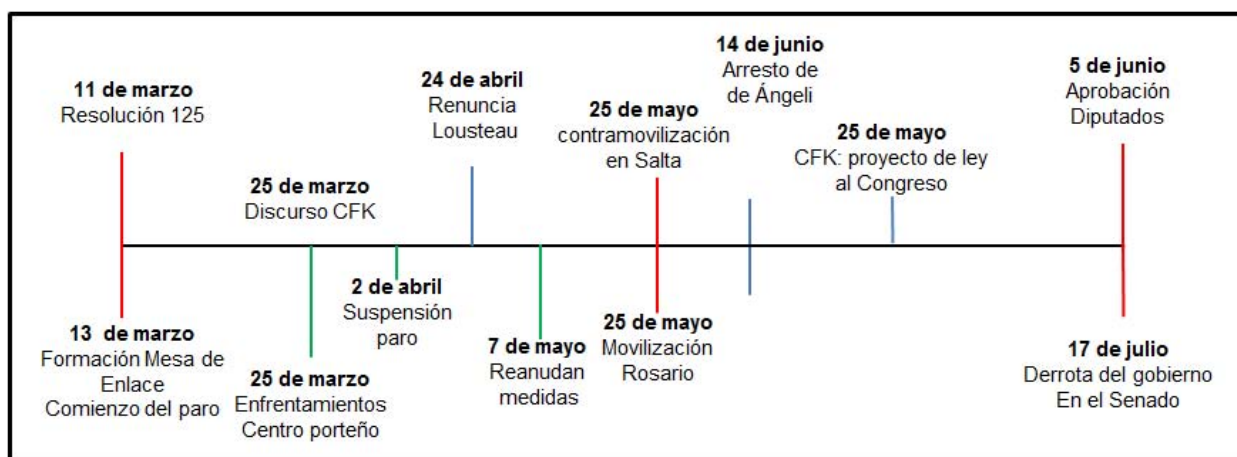 11 de marzo
Resolución 125
25 de marzo
Discurso CFK
24 de abril
Renuncia
Lousteau
25 de mayo
contramovilización
en Salta
14 de junio
Arresto de
de Ángeli
25 de mayo
CFK: proyecto de ley
al Congreso
5 de junio
Aprobación
Diputados
13 de marzo
Formación Mesa de
Enlace
Comienzo del paro
25 de marzo
Enfrentamientos
Centro porteño
2 de abril
Suspensión
paro
7 de mayo
Reanudan
medidas
25 de mayo
Movilización
Rosario
17 de julio
Derrota del gobierno
En el Senado